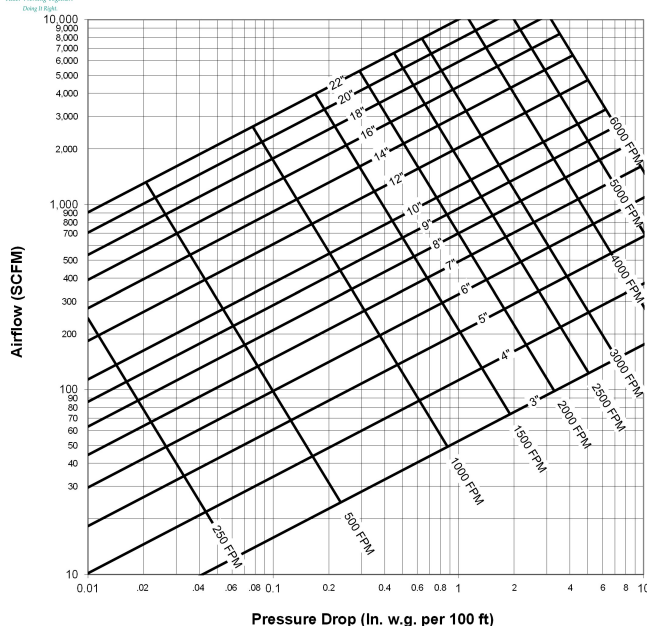 Doing It Right.
10,000
9,000
8,000
7,000
6,000
5,000
4,000
3,000
2,000
1,000
900
800
700
500
400
300
200
100
90
80
70
60
50
40
30
10
Airflow (SCFM)
22"
20"
18"
16"
14"
12"
10"
9"
8"
7"
6"
5"
4"
3"
6000 FPM
5000 FPM
4000 FPM
3000 FPM
2500 FPM
2000 FPM
1500 FPM
1000 FPM
500 FPM
250 FPM
0.01 .02 .04 .06 .08 0.1 0.2 0.4 0.6 0.8 1 2 4 6 8 10
Pressure Drop (In. w.g. per 100 ft)